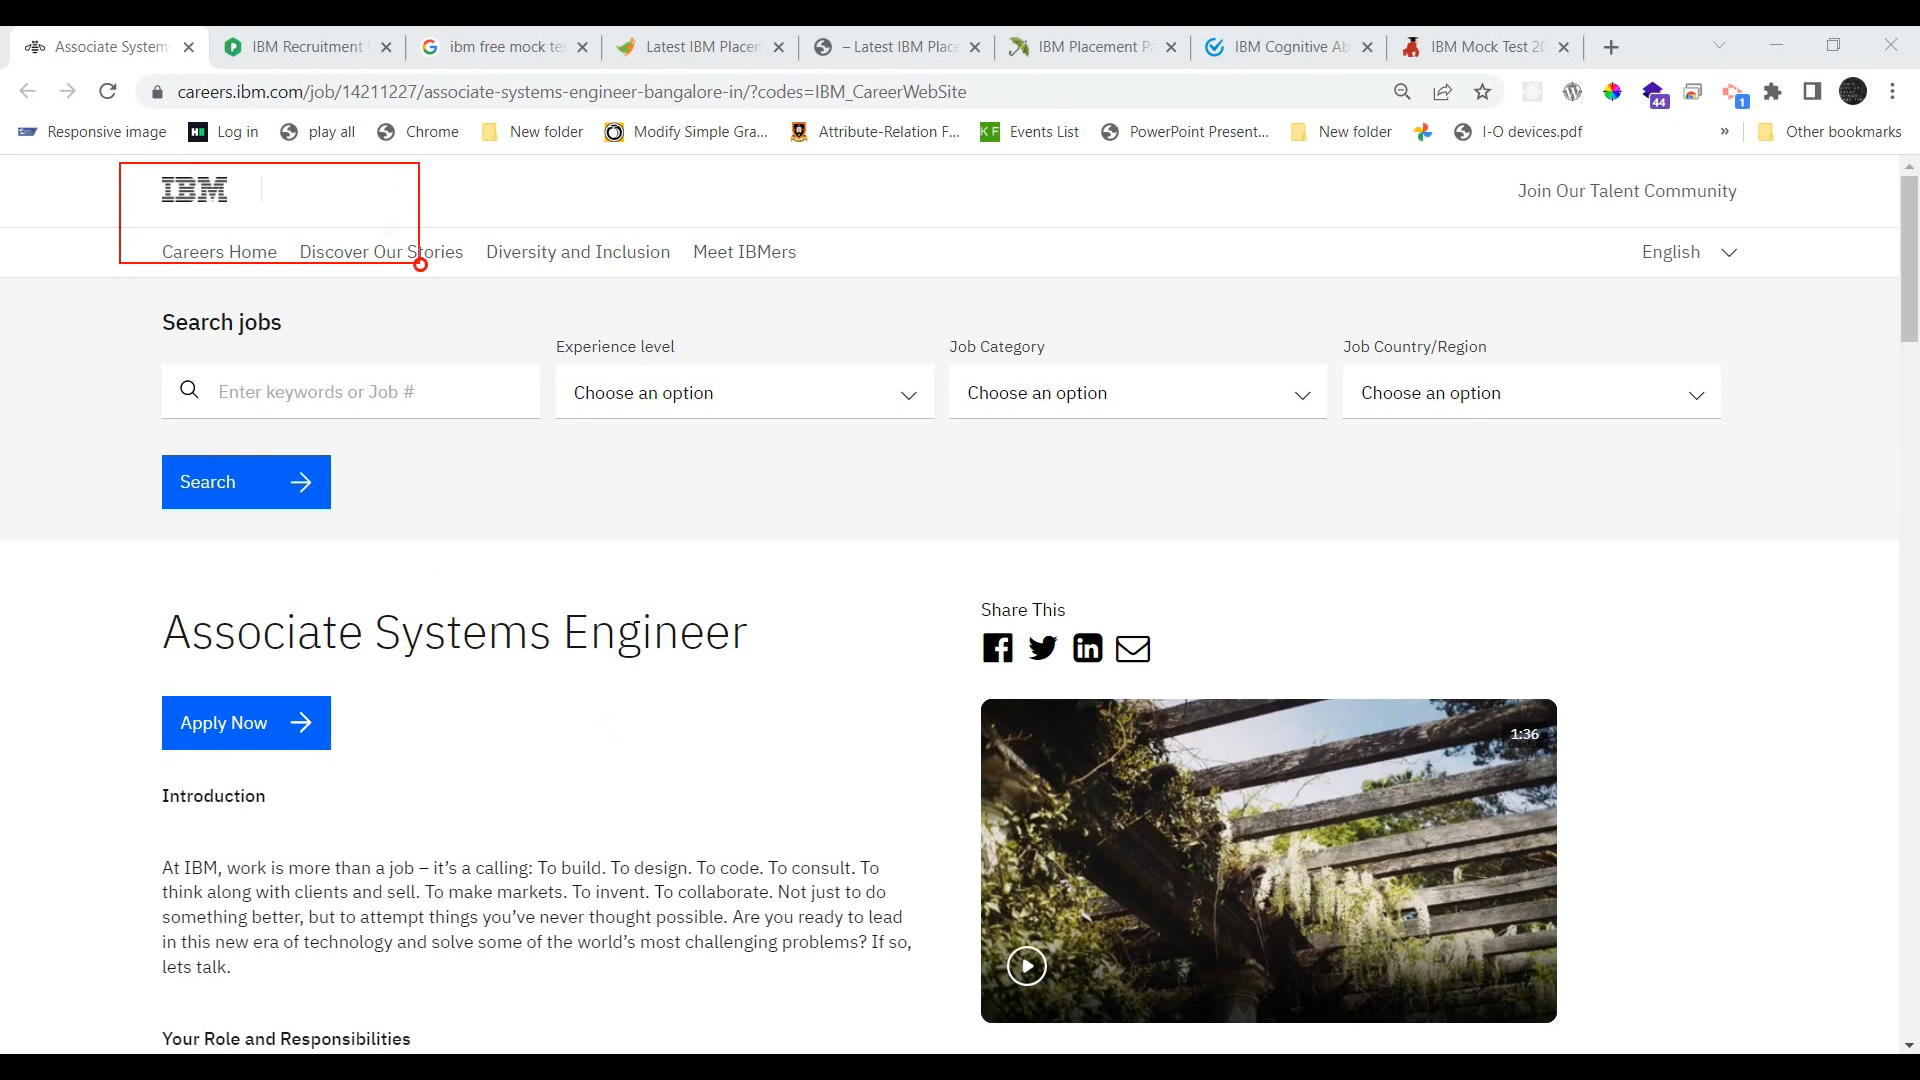 Associate System
IBM Recruitment
ibm free mock te
Latest IBM Placem
– Latest IBM Place
IBM Placement Pa
IBM Cognitive Ab
IBM Mock Test 20
careers.ibm.com/job/14211227/associate-systems-engineer-bangalore-in/?codes=IBM_CareerWebSite
44
1
Responsive image
Log in
play all
Chrome
New folder
Modify Simple Gra...
Attribute-Relation F...
KF
Events List
PowerPoint Present...
New folder
I-O devices.pdf
»
Other bookmarks
IBM
Join Our Talent Community
Careers Home
Discover Our Stories
Diversity and Inclusion
Meet IBMers
English
Search jobs
Experience level
Job Category
Job Country/Region
Enter keywords or Job #
Choose an option
Choose an option
Choose an option
Search
Associate Systems Engineer
Share This
Apply Now
1:36
Introduction
At IBM, work is more than a job – it’s a calling: To build. To design. To code. To consult. To
think along with clients and sell. To make markets. To invent. To collaborate. Not just to do
something better, but to attempt things you’ve never thought possible. Are you ready to lead
in this new era of technology and solve some of the world’s most challenging problems? If so,
lets talk.
Your Role and Responsibilities